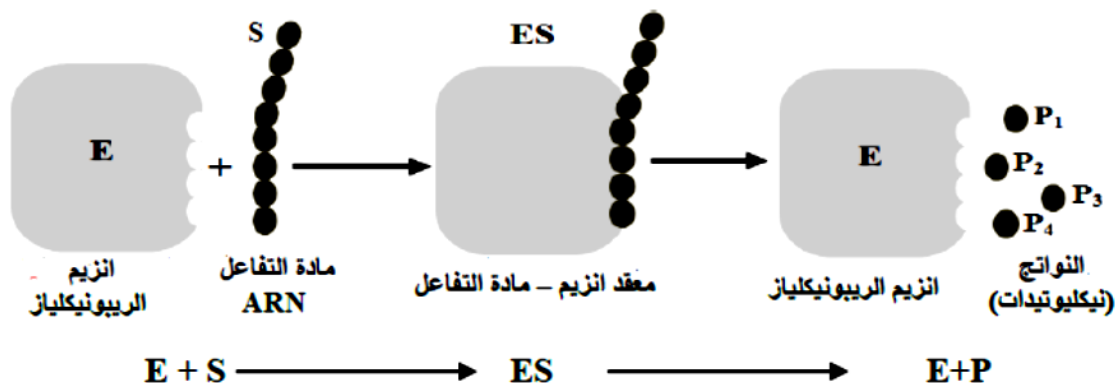 S
ES
E
+
E
P₁
P₂
P₃
P₄
انزيم
الريبونيكلياز
مادة التفاعل
ARN
معقد انزيم – مادة التفاعل
انزيم الريبونيكلياز
النواتج
(نيكليوتيدات)
E + S ES E+P